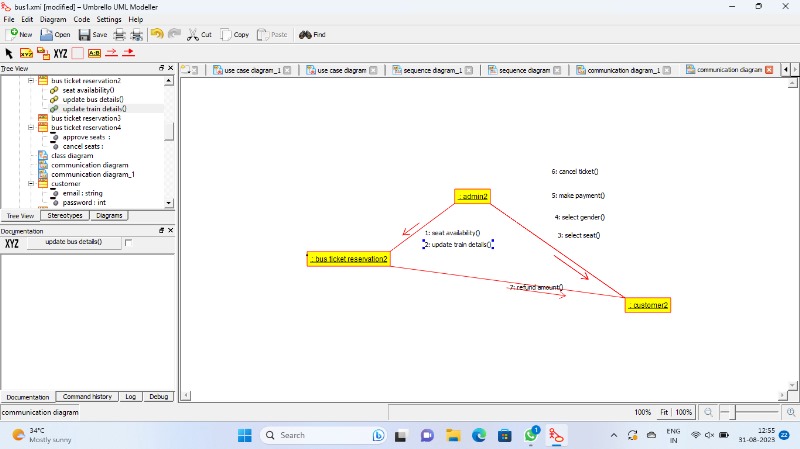 bus1.xmi [modified] – Umbrello UML Modeller
File Edit Diagram Code Settings Help
New Open Save Cut Copy Paste Find
XYZ A:B
Tree View
use case diagram_1 use case diagram sequence diagram_1 sequence diagram communication diagram_1 communication diagram
bus ticket reservation2
seat availability()
update bus details()
update train details()
bus ticket reservation3
bus ticket reservation4
approve seats :
cancel seats :
class diagram
communication diagram
communication diagram_1
customer
email : string
password : int
Tree View Stereotypes Diagrams
Documentation
XYZ update bus details()
6: cancel ticket()
: admin2
5: make payment()
4: select gender()
1: seat availability()
3: select seat()
2: update train details()
: bus ticket reservation2
7: refund amount()
: customer2
Documentation Command history Log Debug
communication diagram
100% Fit 100%
34°C
Mostly sunny
Search
1
ENG
IN
12:55
31-08-2023
22